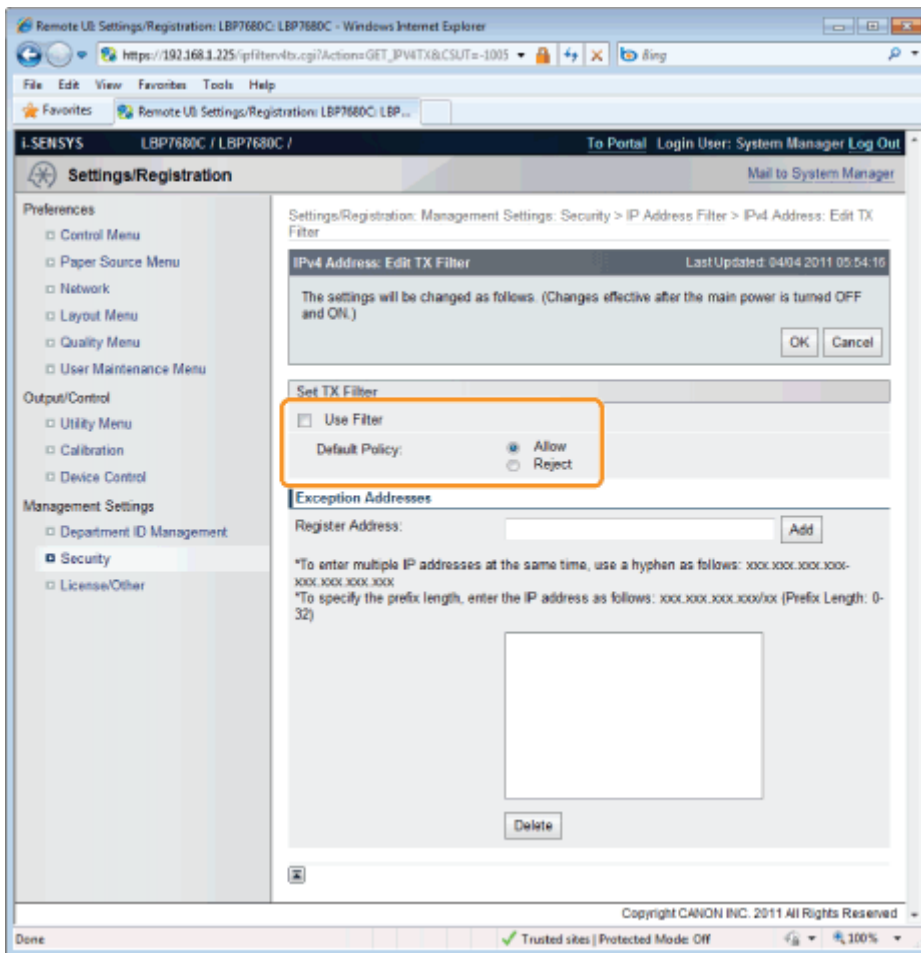 Remote UI: Settings/Registration: LBP7680C: LBP7680C - Windows Internet Explorer
https://192.168.1.225/ipfilterv4tx.cgi?Action=GET_IPV4TX&CSUT=-1005
Bing
File Edit View Favorites Tools Help
Favorites Remote UI: Settings/Registration: LBP7680C: LBP...
i-SENSYS LBP7680C / LBP7680C / To Portal Login User: System Manager Log Out
Settings/Registration Mail to System Manager
Preferences
Control Menu
Paper Source Menu
Network
Layout Menu
Quality Menu
User Maintenance Menu
Output/Control
Utility Menu
Calibration
Device Control
Management Settings
Department ID Management
Security
License/Other
Settings/Registration: Management Settings: Security > IP Address Filter > IPv4 Address: Edit TX
Filter
IPv4 Address: Edit TX Filter Last Updated: 04/04 2011 05:54:16
The settings will be changed as follows. (Changes effective after the main power is turned OFF
and ON.)
OK Cancel
Set TX Filter
Use Filter
Default Policy: Allow
Reject
Exception Addresses
Register Address: Add
*To enter multiple IP addresses at the same time, use a hyphen as follows: xxx.xxx.xxx.xxx-
xxx.xxx.xxx.xxx
*To specify the prefix length, enter the IP address as follows: xxx.xxx.xxx.xxx/xx (Prefix Length: 0-
32)
Delete
Copyright CANON INC. 2011 All Rights Reserved
Done Trusted sites | Protected Mode: Off 100%